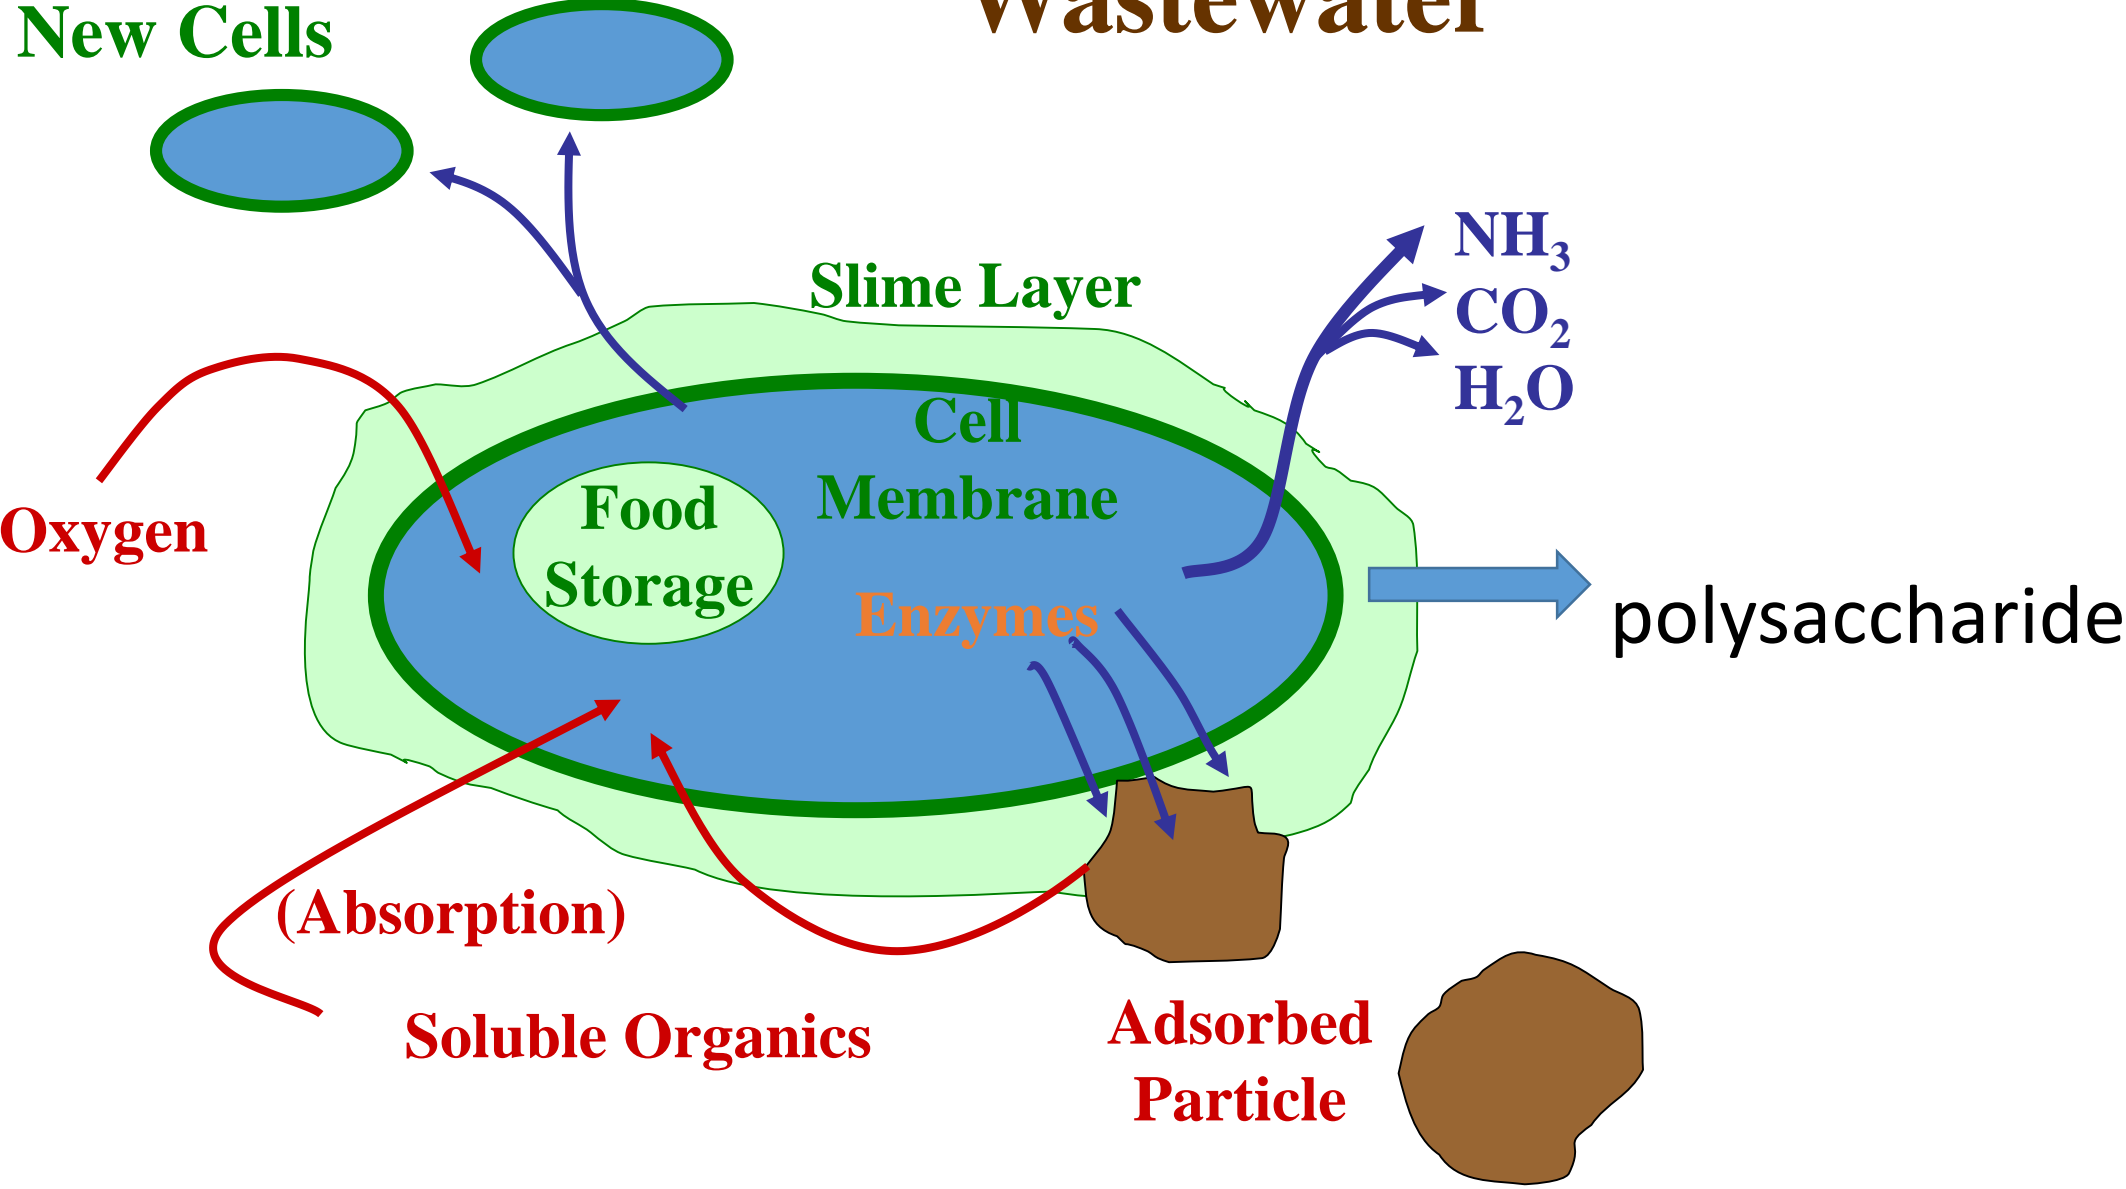 Wastewater
New Cells
Slime Layer
NH₃
CO₂
H₂O
Cell
Membrane
Food
Storage
Oxygen
Enzymes
polysaccharide
(Absorption)
Soluble Organics
Adsorbed
Particle